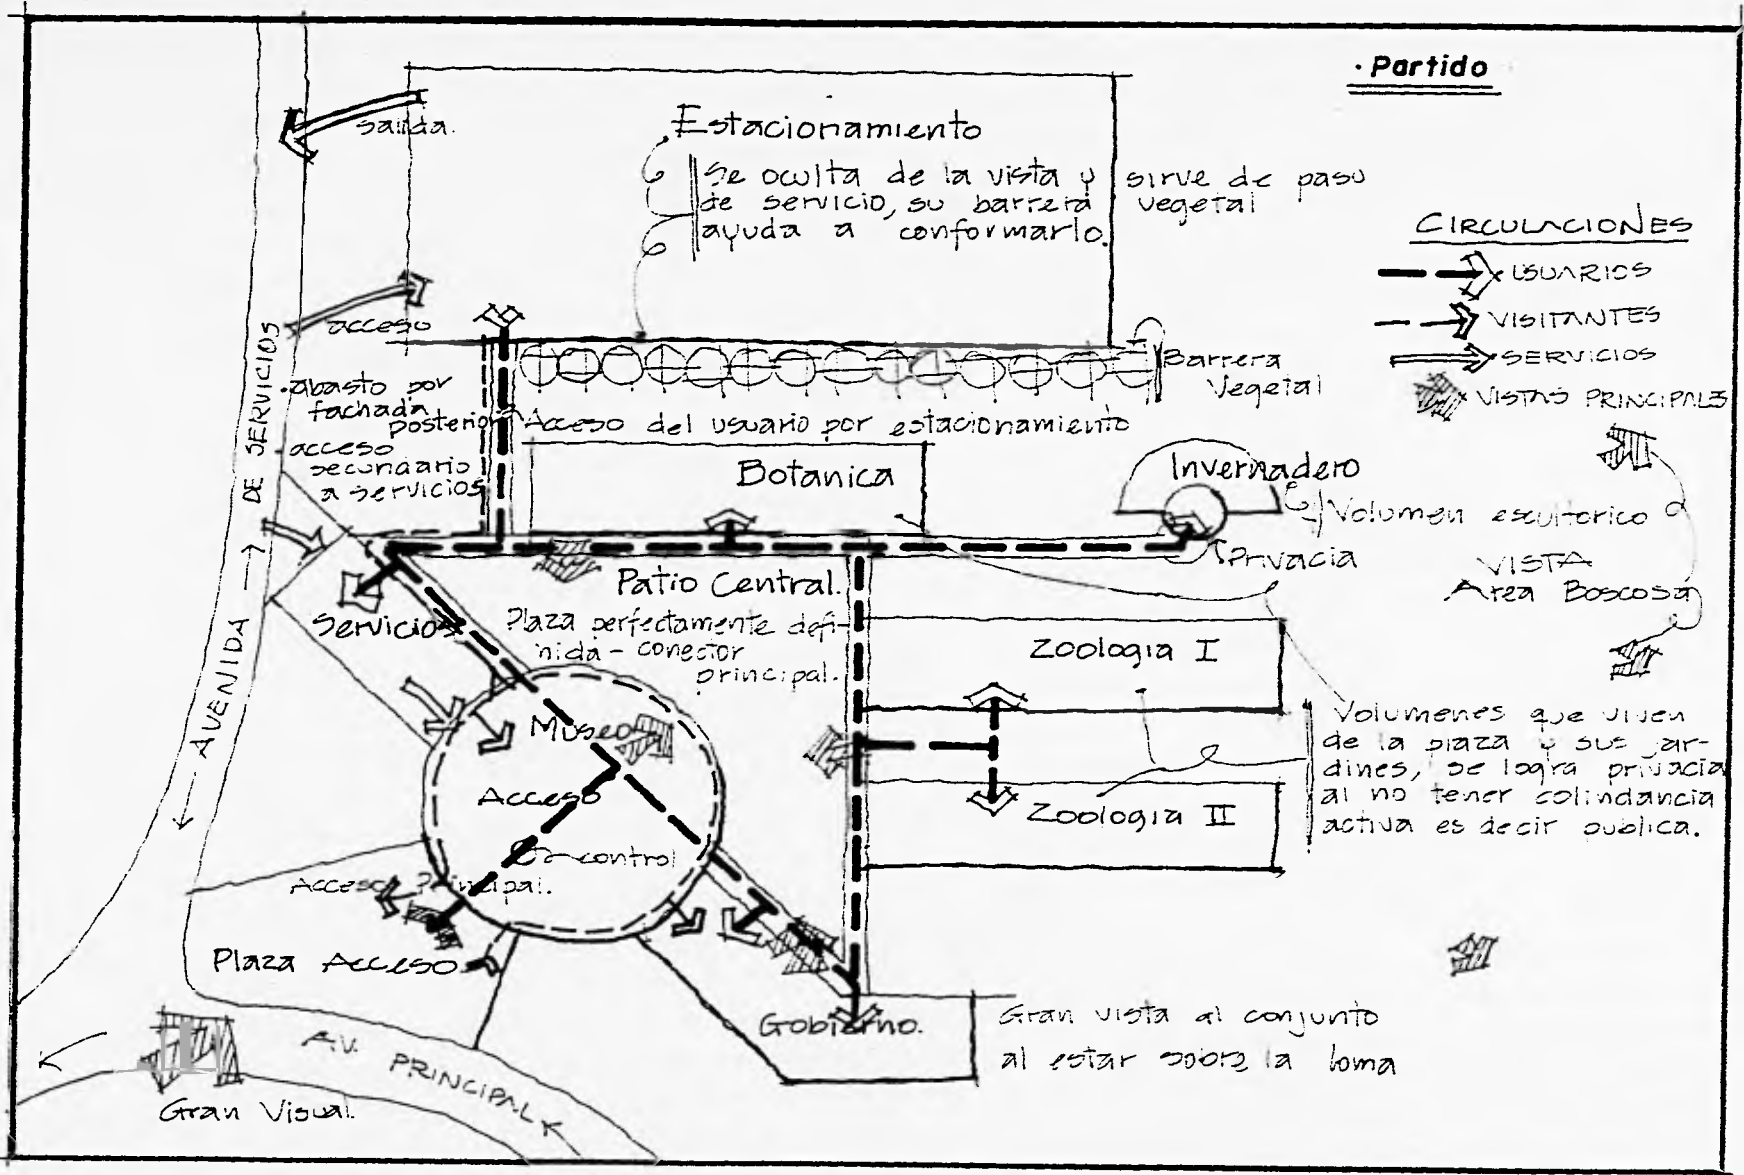 · Partido
salida.
Estacionamiento
Se oculta de la vista y sirve de paso
de servicio, su barrera vegetal
ayuda a conformarlo.
CIRCULACIONES
USUARIOS
VISITANTES
SERVICIOS
VISTAS PRINCIPALES
acceso
Barrera
Vegetal
.abasto por
fachada
posterior
Acceso del usuario por estacionamiento
.acceso
secundario
a servicios
Botanica
Invernadero
Volumen escultorico
Privacia
VISTA
Area Boscosa
Patio Central.
Plaza perfectamente defi-
nida - conector
principal.
Servicios
Zoologia I
Museo
Acceso
control
Zoologia II
Volumenes que viven
de la plaza y sus jar-
dines, se logra privacia
al no tener colindancia
activa es decir publica.
Acceso Principal.
Plaza Acceso
Gobierno.
Gran vista al conjunto
al estar sobre la loma
AVENIDA DE SERVICIOS
AV. PRINCIPAL
Gran Visual.